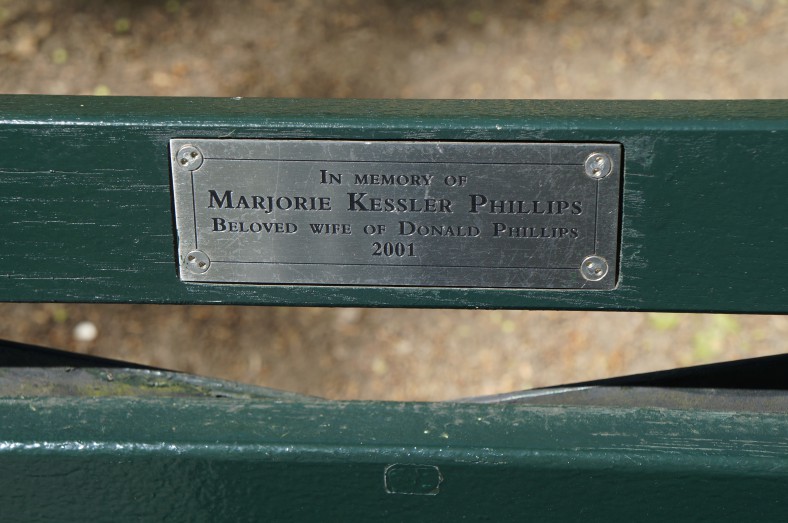 In memory of
Marjorie Kessler Phillips
Beloved wife of Donald Phillips
2001